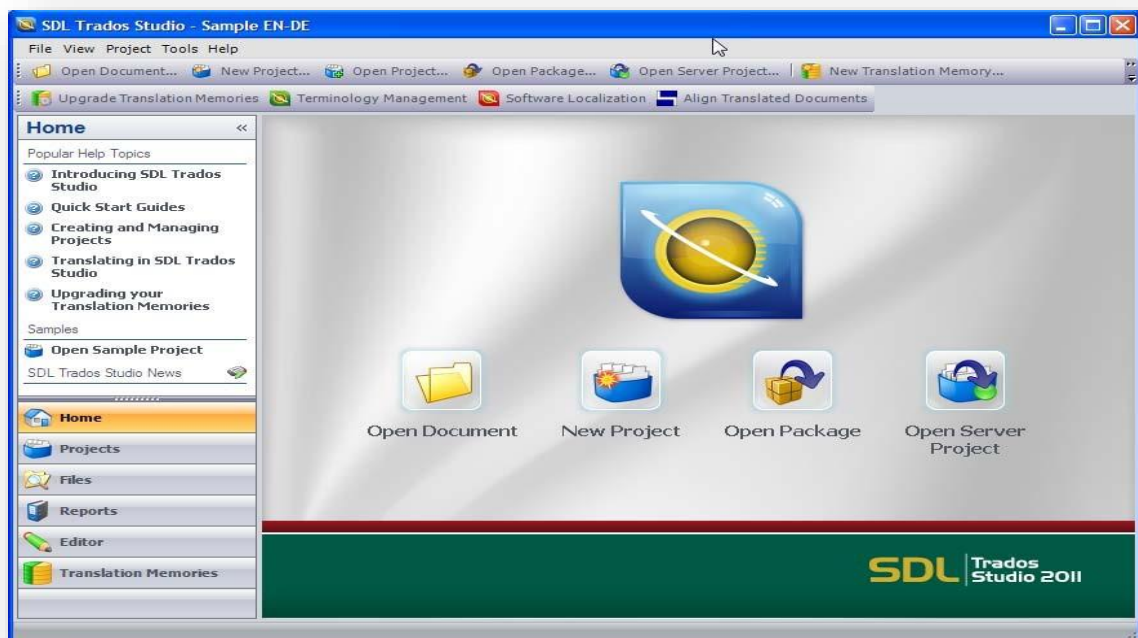 SDL Trados Studio - Sample EN-DE
File View Project Tools Help
Open Document... New Project... Open Project... Open Package... Open Server Project... New Translation Memory...
Upgrade Translation Memories Terminology Management Software Localization Align Translated Documents
Home
Popular Help Topics
Introducing SDL Trados
Studio
Quick Start Guides
Creating and Managing
Projects
Translating in SDL Trados
Studio
Upgrading your
Translation Memories
Samples
Open Sample Project
SDL Trados Studio News
Home
Projects
Files
Reports
Editor
Translation Memories
Open Document New Project Open Package Open Server
Project
SDL Trados
Studio 2011